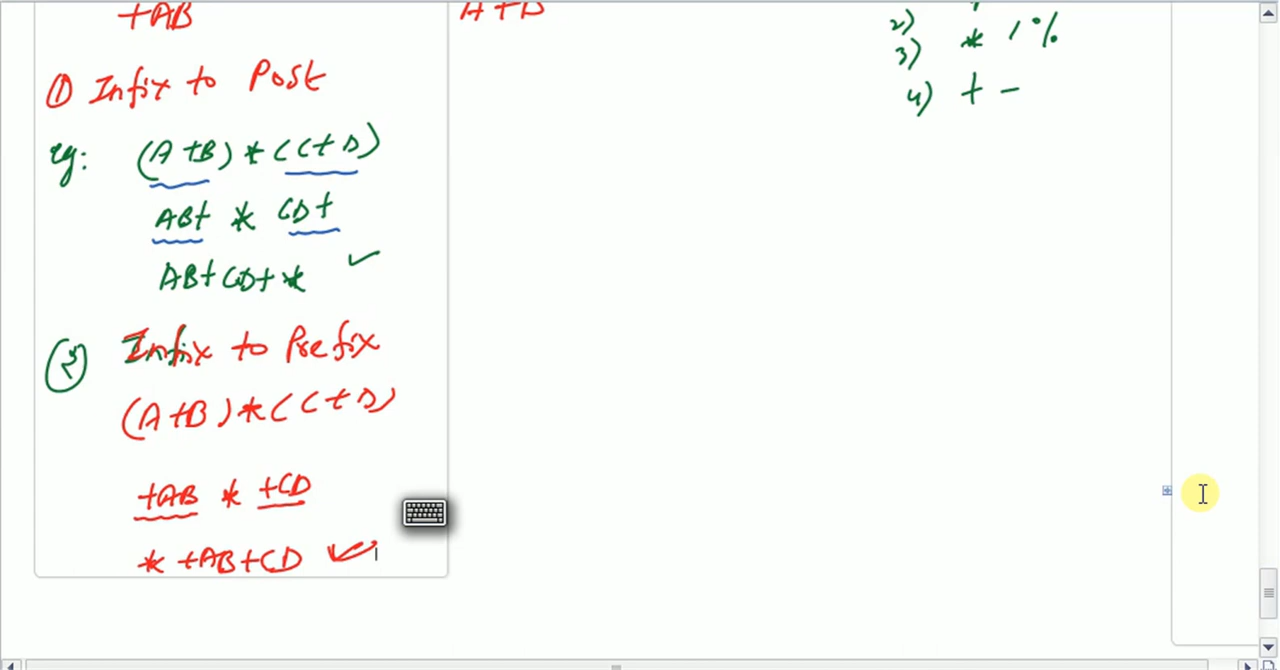 +AB
A+B
① Infix to Post
eg: (A+B) * (C+D)
AB+ * CD+
AB+CD+*
② Infix to Prefix
(A+B)*(C+D)
+AB * +CD
* +AB+CD
2)
3) * / %
4) + -